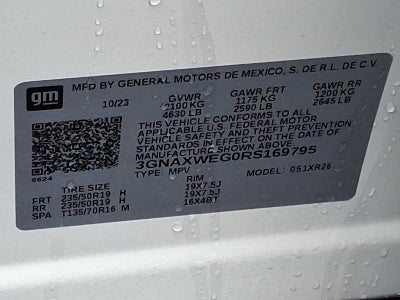 gm
MFD BY GENERAL MOTORS DE MEXICO, S. DE R.L. DE C.V.
10/23 GVWR GAWR FRT GAWR RR
2100 KG 1175 KG 1200 KG
4630 LB 2590 LB 2645 LB
THIS VEHICLE CONFORMS TO ALL
APPLICABLE U.S. FEDERAL MOTOR
VEHICLE SAFETY AND THEFT PREVENTION
STANDARDS IN EFFECT ON THE DATE OF
MANUFACTURE SHOWN ABOVE.
3GNAXWEG0RS169795
8624 TYPE: MPV MODEL: 051XR26
TIRE SIZE RIM
FRT 235/50R19 H 19X7.5J
RR 235/50R19 H 19X7.5J
SPA T135/70R16 M 16X4BT